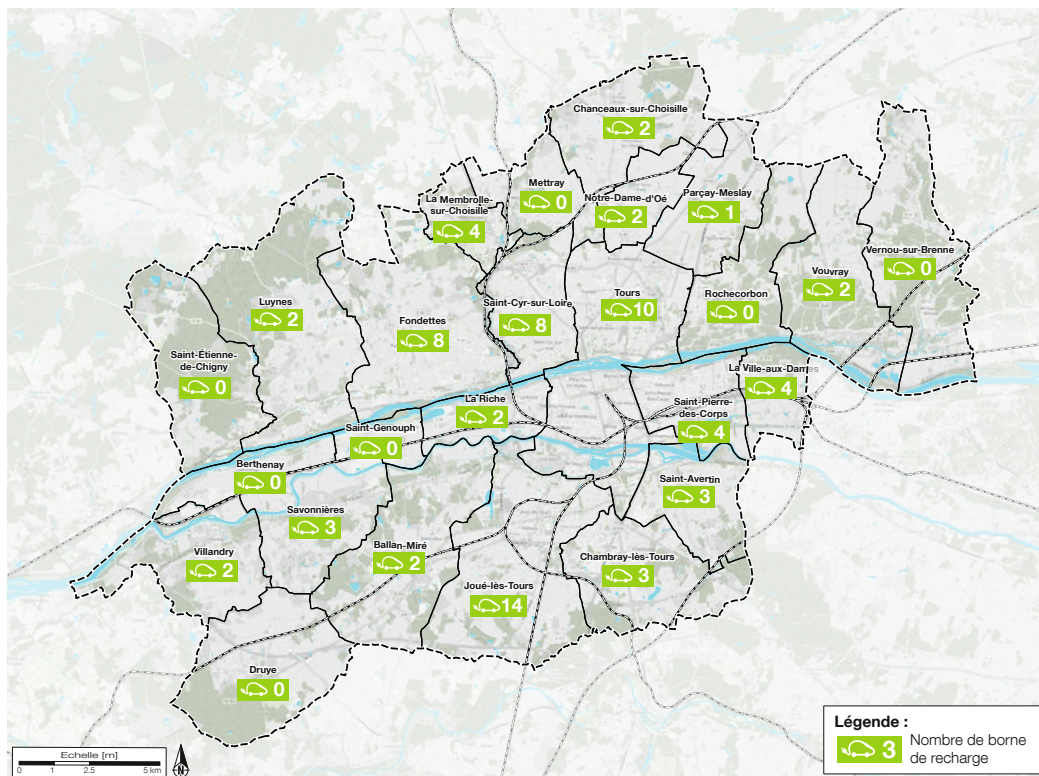 Chanceaux-sur-Choisille
2
Mettray
0
Notre-Dame-d'Oé
2
Parçay-Meslay
1
La Membrolle-
sur-Choisille
4
Vernou-sur-Brenne
0
Vouvray
2
Rochecorbon
0
Tours
10
Saint-Cyr-sur-Loire
8
Luynes
2
Fondettes
8
Saint-Étienne-
de-Chigny
0
La Ville-aux-Dames
4
Saint-Pierre-
des-Corps
4
La Riche
2
Saint-Genouph
0
Berthenay
0
Saint-Avertin
3
Savonnières
3
Villandry
2
Ballan-Miré
2
Chambray-lès-Tours
3
Joué-lès-Tours
14
Druye
0
Légende :
3 Nombre de borne
de recharge
Echelle [m]
0 1 2.5 5 km
N